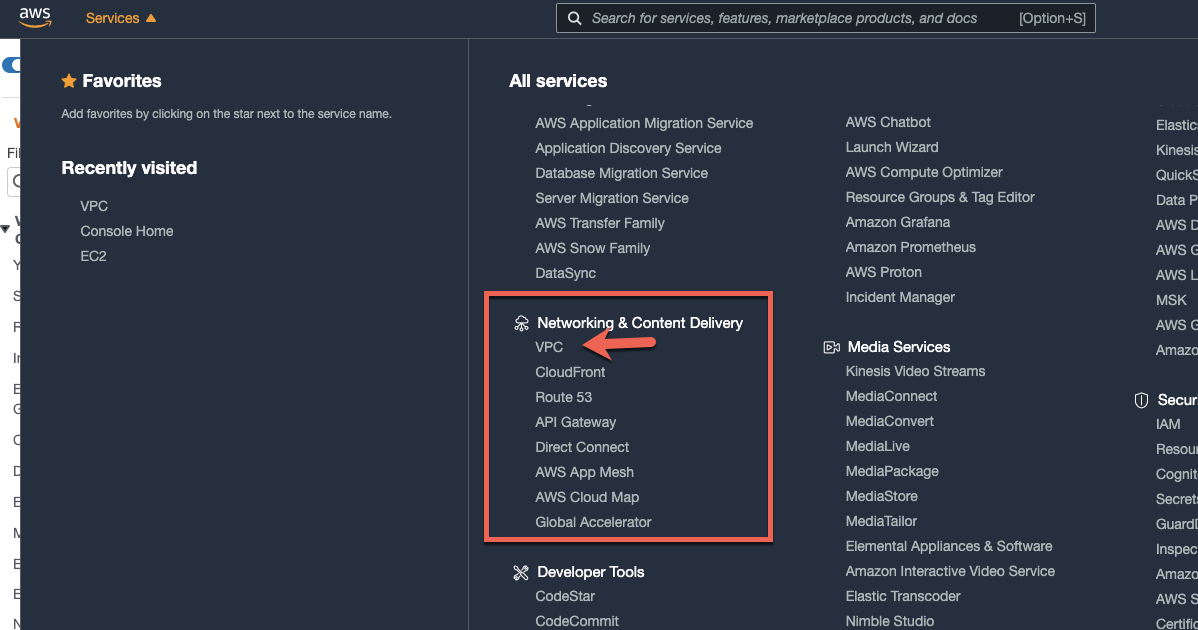 aws
Services
Search for services, features, marketplace products, and docs
[Option+S]
Favorites
Add favorites by clicking on the star next to the service name.
Recently visited
VPC
Console Home
EC2
All services
AWS Application Migration Service
Application Discovery Service
Database Migration Service
Server Migration Service
AWS Transfer Family
AWS Snow Family
DataSync
Networking & Content Delivery
VPC
CloudFront
Route 53
API Gateway
Direct Connect
AWS App Mesh
AWS Cloud Map
Global Accelerator
Developer Tools
CodeStar
CodeCommit
AWS Chatbot
Launch Wizard
AWS Compute Optimizer
Resource Groups & Tag Editor
Amazon Grafana
Amazon Prometheus
AWS Proton
Incident Manager
Media Services
Kinesis Video Streams
MediaConnect
MediaConvert
MediaLive
MediaPackage
MediaStore
MediaTailor
Elemental Appliances & Software
Amazon Interactive Video Service
Elastic Transcoder
Nimble Studio
Elastic
Kinesis
QuickS
Data P
AWS D
AWS G
AWS L
MSK
AWS G
Amazo
Secur
IAM
Resour
Cognit
Secrets
GuardD
Inspec
Amazo
AWS S
Certific